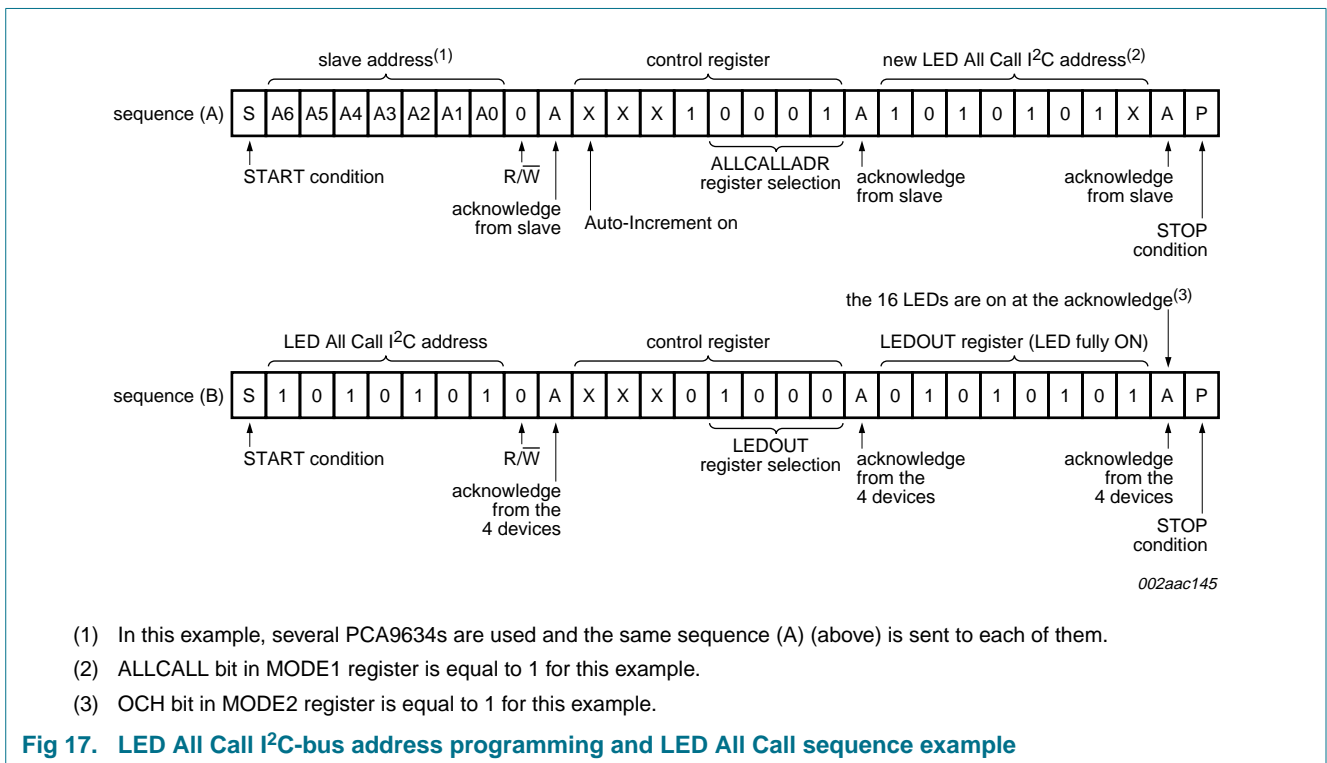 slave address(1)
control register
new LED All Call I2C address(2)
sequence (A) S A6 A5 A4 A3 A2 A1 A0 0 A X X X 1 0 0 0 1 A 1 0 1 0 1 0 1 X A P
START condition
R/W
acknowledge
from slave
Auto-Increment on
ALLCALLADR
register selection
acknowledge
from slave
acknowledge
from slave
STOP
condition
the 16 LEDs are on at the acknowledge(3)
LED All Call I2C address
control register
LEDOUT register (LED fully ON)
sequence (B) S 1 0 1 0 1 0 1 0 A X X X 0 1 0 0 0 A 0 1 0 1 0 1 0 1 A P
START condition
R/W
acknowledge
from the
4 devices
LEDOUT
register selection
acknowledge
from the
4 devices
acknowledge
from the
4 devices
STOP
condition
002aac145
(1) In this example, several PCA9634s are used and the same sequence (A) (above) is sent to each of them.
(2) ALLCALL bit in MODE1 register is equal to 1 for this example.
(3) OCH bit in MODE2 register is equal to 1 for this example.
Fig 17. LED All Call I2C-bus address programming and LED All Call sequence example